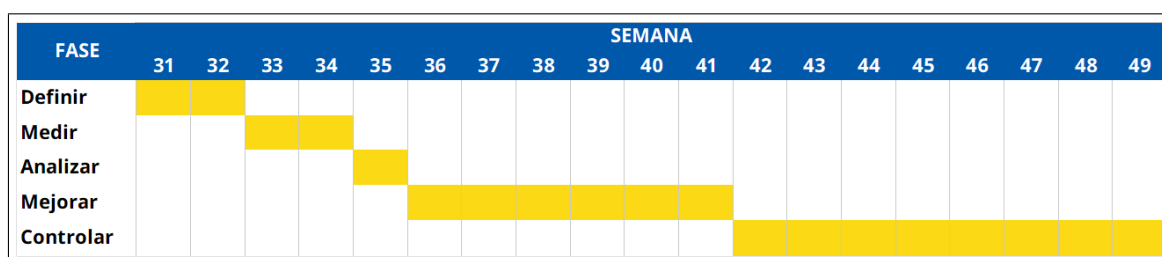 FASE
SEMANA
31 32 33 34 35 36 37 38 39 40 41 42 43 44 45 46 47 48 49
Definir
Medir
Analizar
Mejorar
Controlar